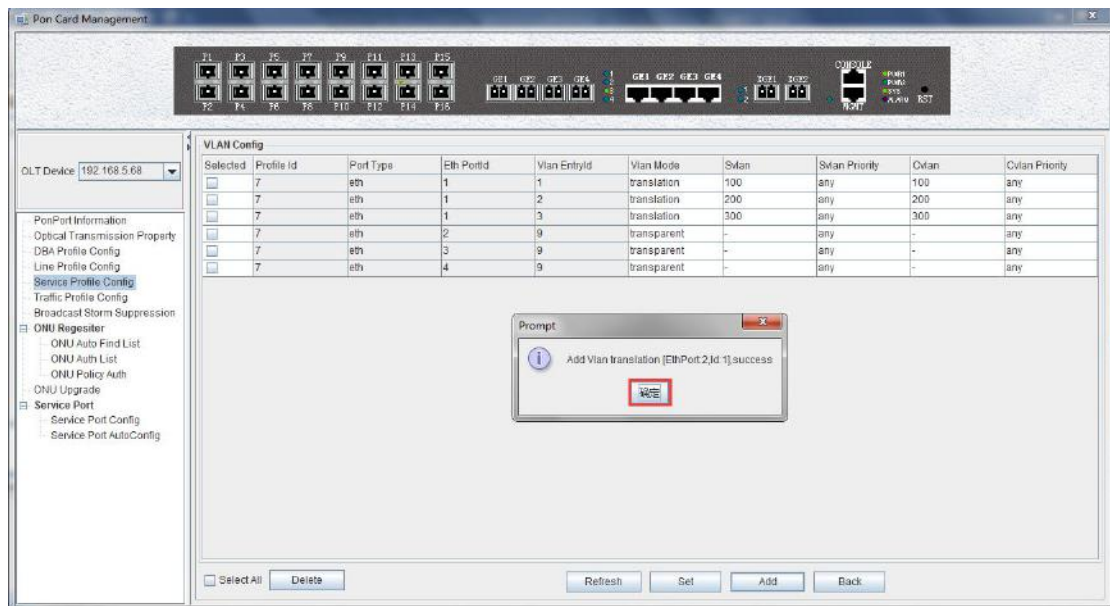 Pon Card Management
P1 P3 P5 P7 P9 P11 P13 P15
GE1 GE2 GE3 GE4
GE1 GE2 GE3 GE4
XGE1 XGE2
CONSOLE
PWR1
PWR2
SYS
ALARM
RST
P2 P4 P6 P8 P10 P12 P14 P16
MGMT
OLT Device 192.168.5.68
PonPort Information
Optical Transmission Property
DBA Profile Config
Line Profile Config
Service Profile Config
Traffic Profile Config
Broadcast Storm Suppression
ONU Regesiter
ONU Auto Find List
ONU Auth List
ONU Policy Auth
ONU Upgrade
Service Port
Service Port Config
Service Port AutoConfig
VLAN Config
Selected Profile Id Port Type Eth PortId Vlan EntryId Vlan Mode Svlan Svlan Priority Cvlan Cvlan Priority
7 eth 1 1 translation 100 any 100 any
7 eth 1 2 translation 200 any 200 any
7 eth 1 3 translation 300 any 300 any
7 eth 2 9 transparent - any - any
7 eth 3 9 transparent - any - any
7 eth 4 9 transparent - any - any
Prompt
Add Vlan translation [EthPort:2,Id:1],success
确定
Select All Delete Refresh Set Add Back